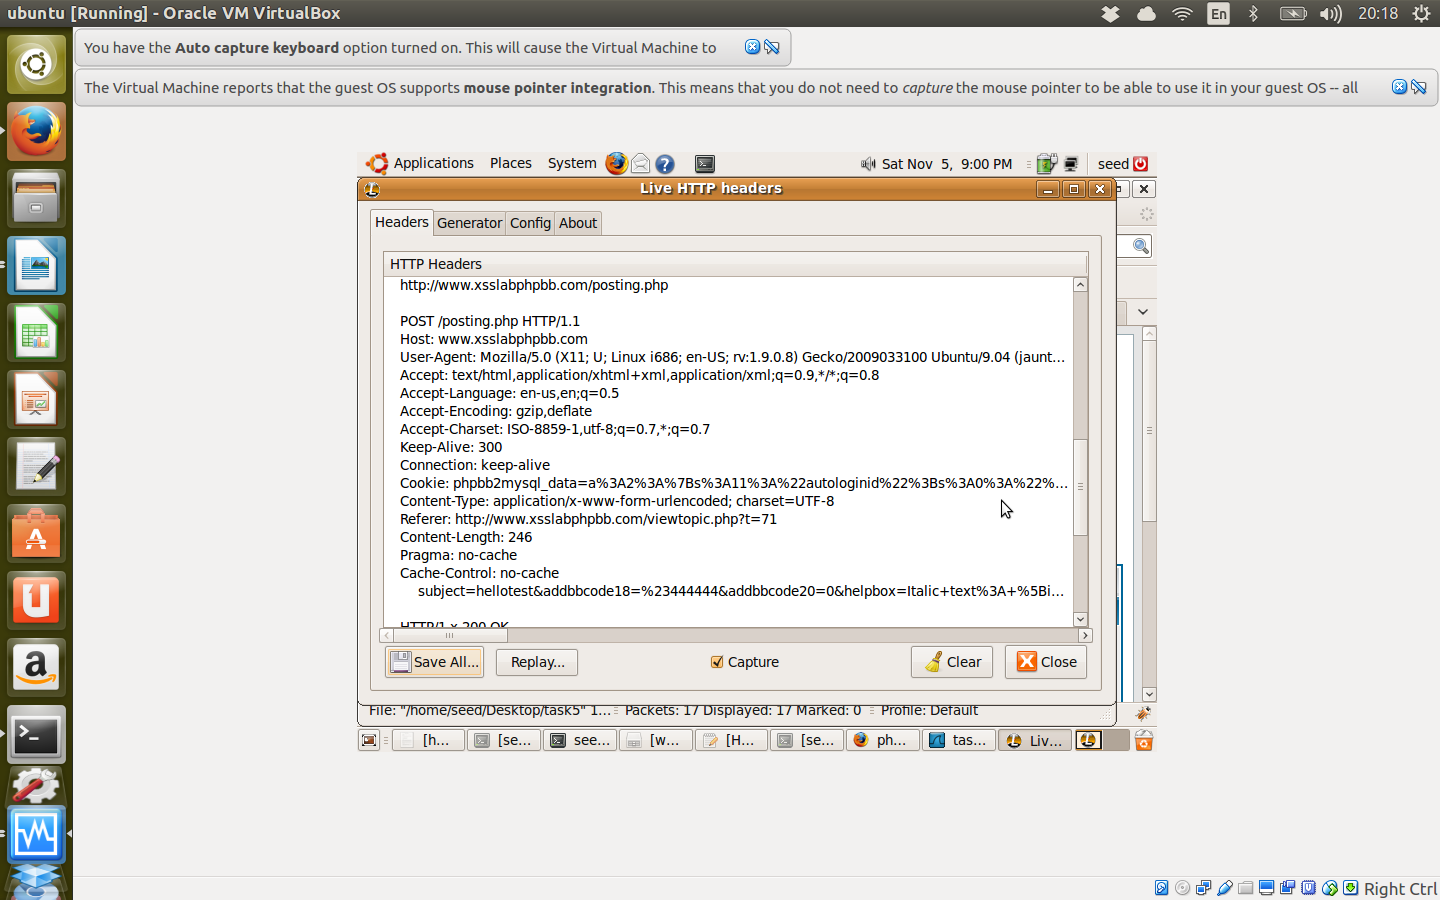 ubuntu [Running] - Oracle VM VirtualBox
En
20:18
You have the Auto capture keyboard option turned on. This will cause the Virtual Machine to
The Virtual Machine reports that the guest OS supports mouse pointer integration. This means that you do not need to capture the mouse pointer to be able to use it in your guest OS -- all
Applications Places System
Sat Nov 5, 9:00 PM
seed
Live HTTP headers
Headers Generator Config About
HTTP Headers
http://www.xsslabphpbb.com/posting.php
POST /posting.php HTTP/1.1
Host: www.xsslabphpbb.com
User-Agent: Mozilla/5.0 (X11; U; Linux i686; en-US; rv:1.9.0.8) Gecko/2009033100 Ubuntu/9.04 (jaunt...
Accept: text/html,application/xhtml+xml,application/xml;q=0.9,*/*;q=0.8
Accept-Language: en-us,en;q=0.5
Accept-Encoding: gzip,deflate
Accept-Charset: ISO-8859-1,utf-8;q=0.7,*;q=0.7
Keep-Alive: 300
Connection: keep-alive
Cookie: phpbb2mysql_data=a%3A2%3A%7Bs%3A11%3A%22autologinid%22%3Bs%3A0%3A%22%...
Content-Type: application/x-www-form-urlencoded; charset=UTF-8
Referer: http://www.xsslabphpbb.com/viewtopic.php?t=71
Content-Length: 246
Pragma: no-cache
Cache-Control: no-cache
subject=hellotest&addbbcode18=%23444444&addbbcode20=0&helpbox=Italic+text%3A+%5Bi...
HTTP/1.x 200 OK
Save All... Replay... Capture Clear Close
File: "/home/seed/Desktop/task5" 1... Packets: 17 Displayed: 17 Marked: 0 Profile: Default
[h... [se... see... [w... [H... [se... ph... tas... Liv...
Right Ctrl